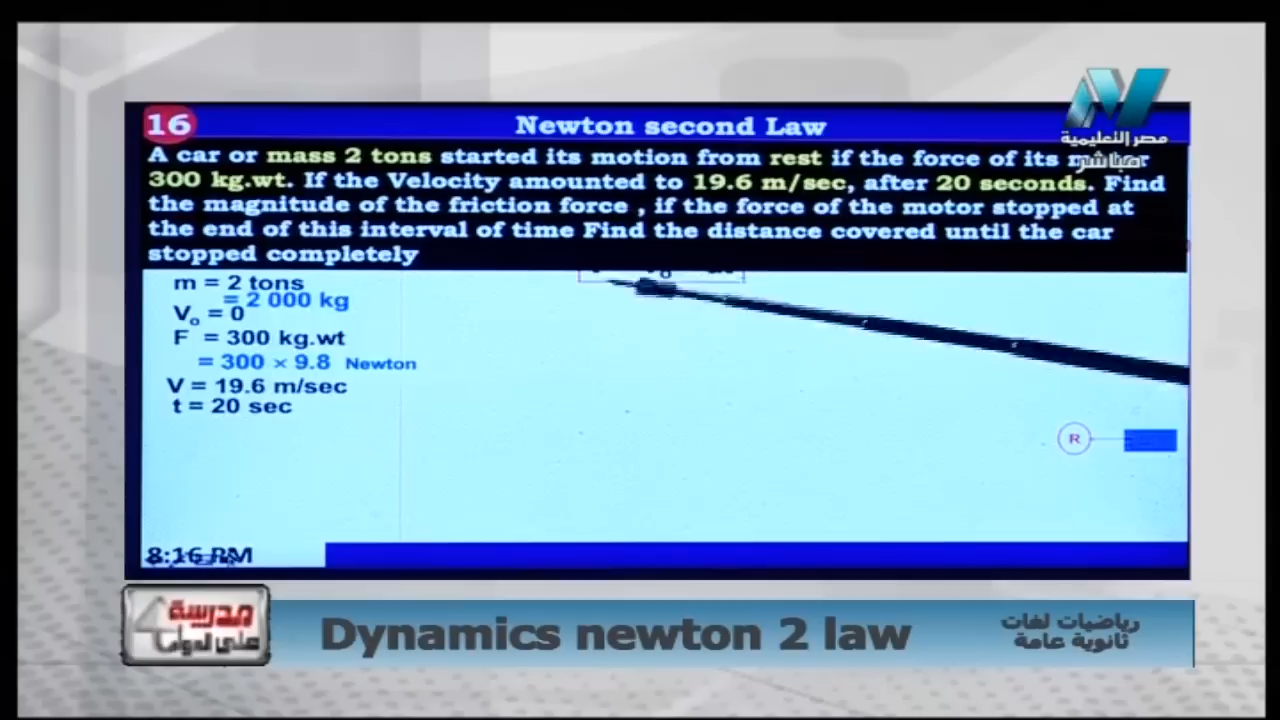 16 Newton second Law
مصر التعليمية
مباشر
A car or mass 2 tons started its motion from rest if the force of its
300 kg.wt. If the Velocity amounted to 19.6 m/sec, after 20 seconds. Find
the magnitude of the friction force , if the force of the motor stopped at
the end of this interval of time Find the distance covered until the car
stopped completely
m = 2 tons
= 2 000 kg
V₀ = 0
F = 300 kg.wt
= 300 × 9.8 Newton
V = 19.6 m/sec
t = 20 sec
R
8:16 PM
مدرسة
على الهواء
Dynamics newton 2 law
رياضيات لغات
ثانوية عامة